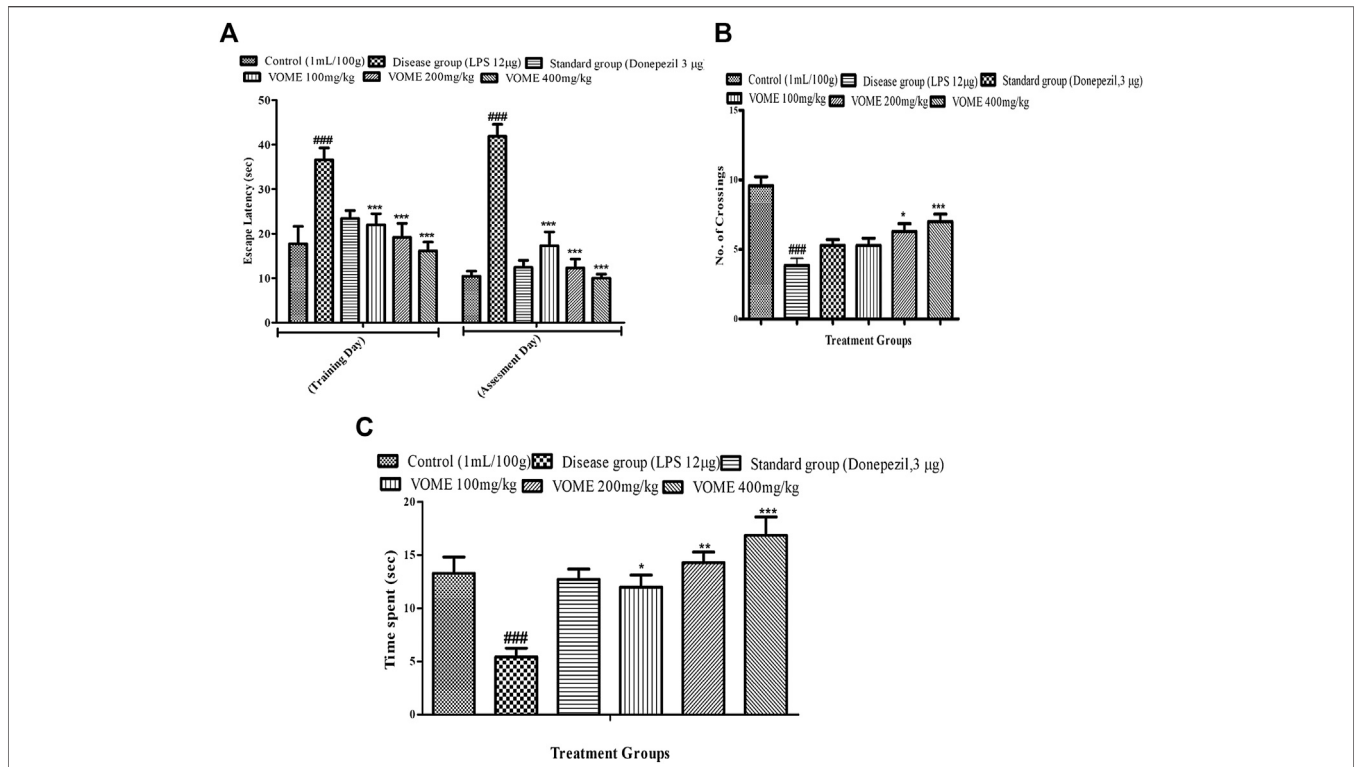 A
Control (1mL/100g) Disease group (LPS 12μg) Standard group (Donepezil 3 μg
VOME 100mg/kg VOME 200mg/kg VOME 400mg/kg
50
40
30
20
10
0
Escape Latency (sec)
###
***
***
***
###
***
***
***
(Training Day)
(Assesment Day)
B
Control (1mL/100g) Disease group (LPS 12μg) Standard group (Donepezil,3 μg)
VOME 100mg/kg VOME 200mg/kg VOME 400mg/kg
15
10
5
0
No. of Crossings
###
*
***
Treatment Groups
C
Control (1mL/100g) Disease group (LPS 12μg) Standard group (Donepezil,3 μg)
VOME 100mg/kg VOME 200mg/kg VOME 400mg/kg
20
15
10
5
0
Time spent (sec)
###
*
**
***
Treatment Groups